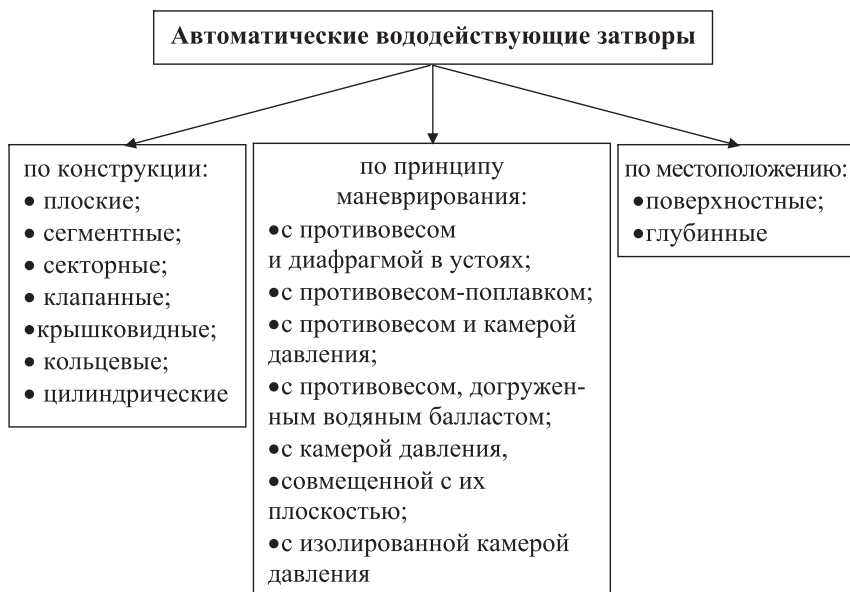 Автоматические вододействующие затворы
по конструкции:
• плоские;
• сегментные;
• секторные;
• клапанные;
•крышковидные;
• кольцевые;
• цилиндрические
по принципу
маневрирования:
•с противовесом
и диафрагмой в устоях;
•с противовесом-поплавком;
•с противовесом и камерой
давления;
•с противовесом, догружен-
ным водяным балластом;
•с камерой давления,
•совмещенной с их
плоскостью;
•с изолированной камерой
давления
по местоположению:
•поверхностные;
•глубинные